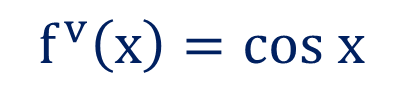 fᵛ(x) = cos x